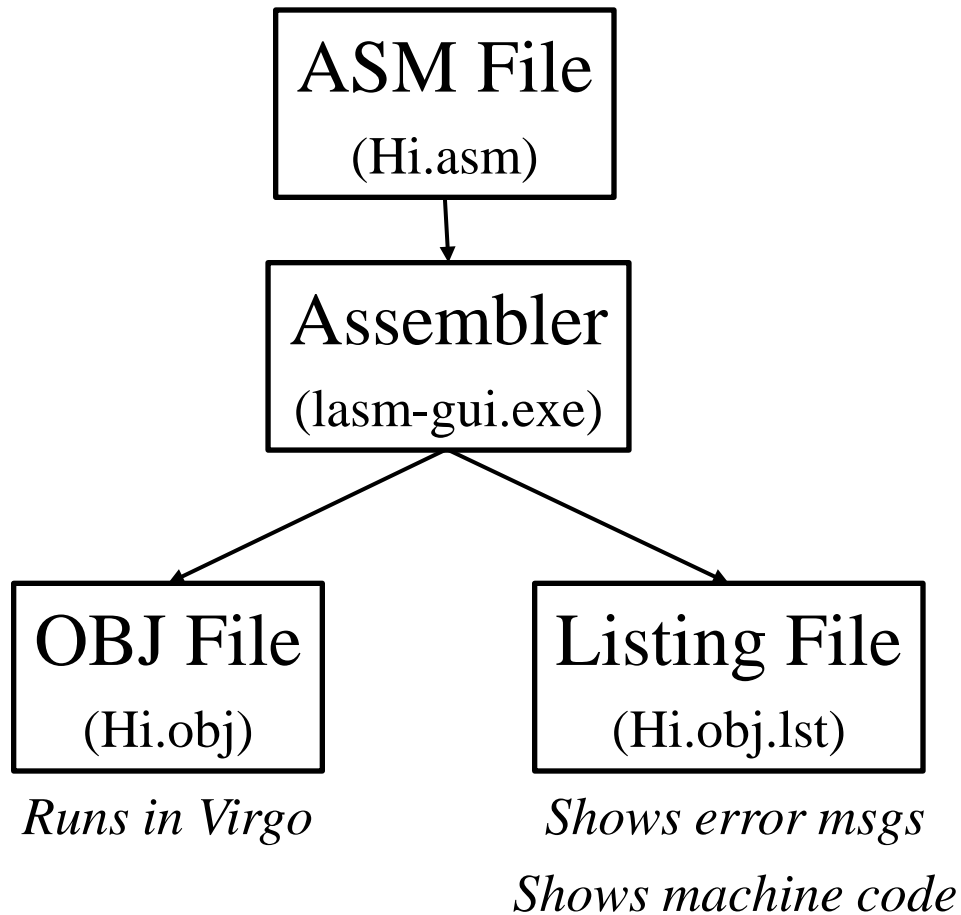 ASM File
(Hi.asm)
Assembler
(lasm-gui.exe)
OBJ File
(Hi.obj)
Runs in Virgo
Listing File
(Hi.obj.lst)
Shows error msgs
Shows machine code